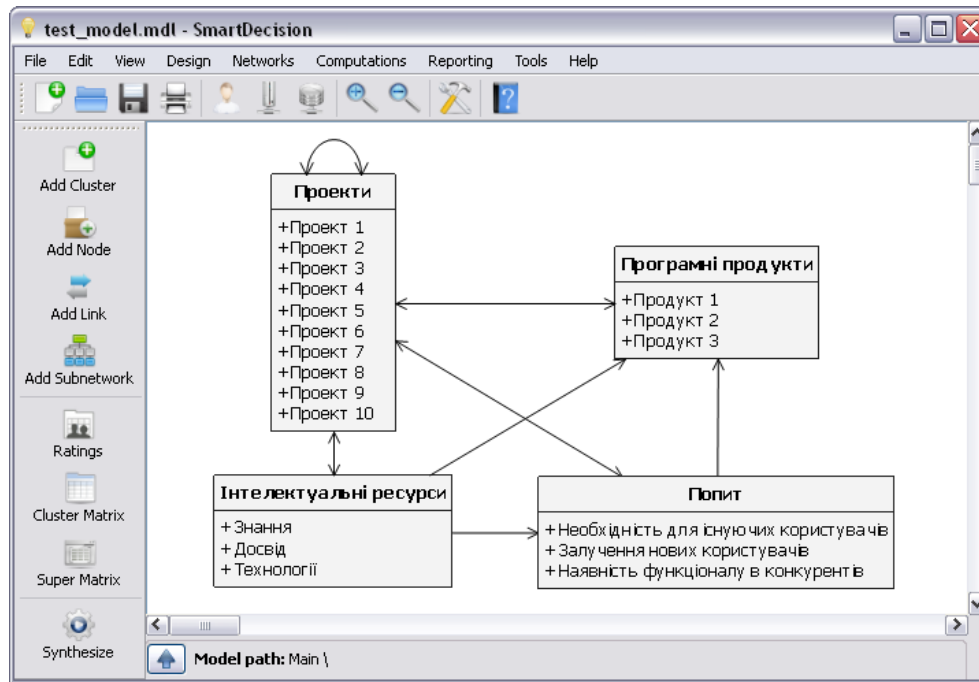 test_model.mdl - SmartDecision
File Edit View Design Networks Computations Reporting Tools Help
Add Cluster
Add Node
Add Link
Add Subnetwork
Ratings
Cluster Matrix
Super Matrix
Synthesize
Проекти
+Проект 1
+Проект 2
+Проект 3
+Проект 4
+Проект 5
+Проект 6
+Проект 7
+Проект 8
+Проект 9
+Проект 10
Програмні продукти
+Продукт 1
+Продукт 2
+Продукт 3
Інтелектуальні ресурси
+Знання
+Досвід
+Технології
Попит
+Необхідність для існуючих користувачів
+Залучення нових користувачів
+Наявність функціоналу в конкурентів
Model path: Main \